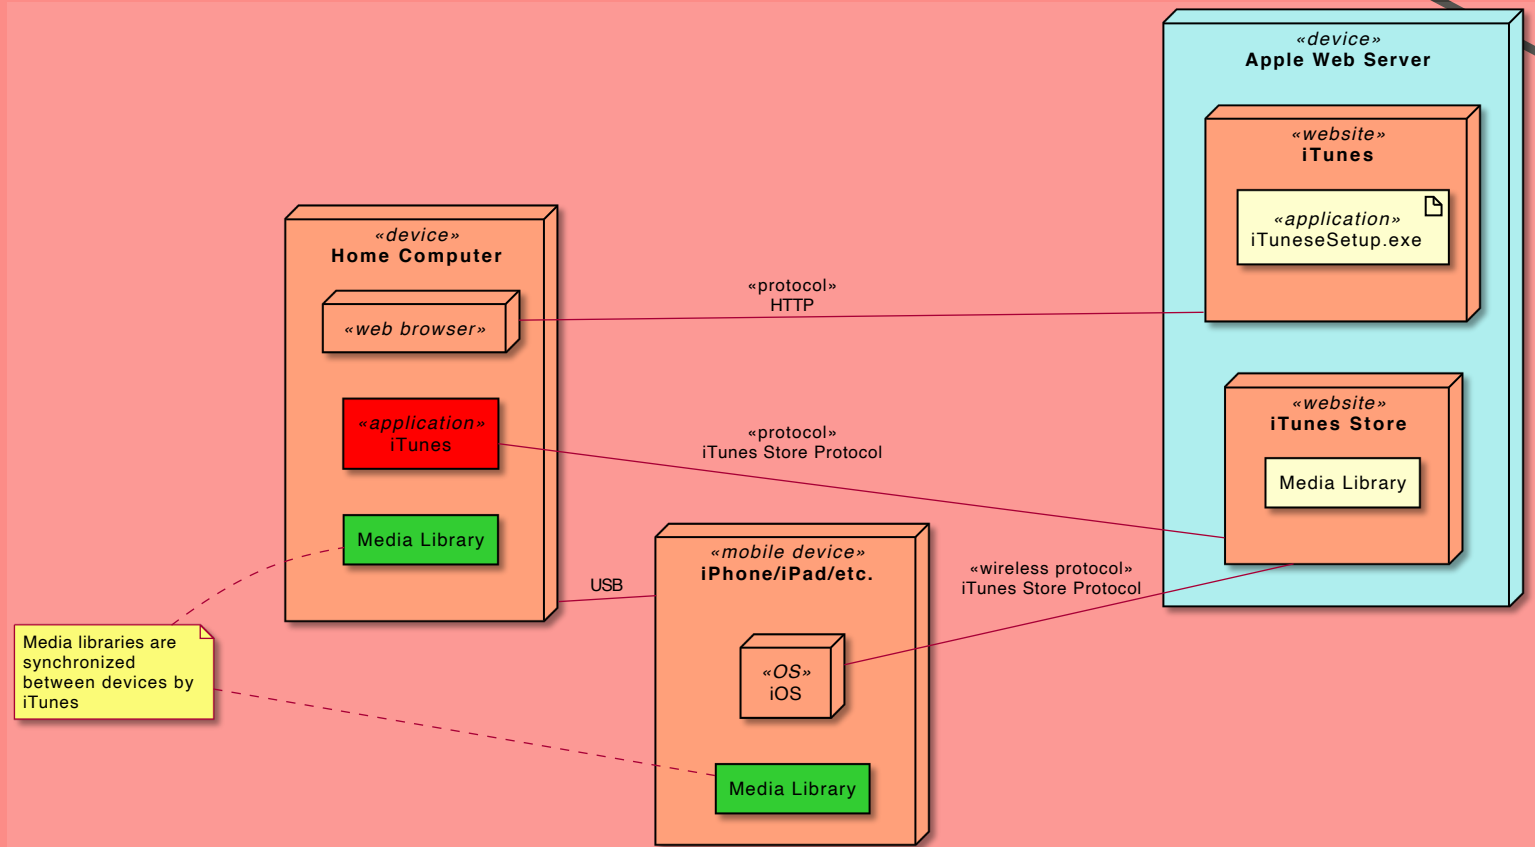 «device»
Apple Web Server
«website»
iTunes
«application»
iTuneseSetup.exe
«device»
Home Computer
«web browser»
«protocol»
HTTP
«application»
iTunes
«protocol»
iTunes Store Protocol
«website»
iTunes Store
Media Library
Media Library
«mobile device»
iPhone/iPad/etc.
USB
«wireless protocol»
iTunes Store Protocol
Media libraries are
synchronized
between devices by
iTunes
«OS»
iOS
Media Library